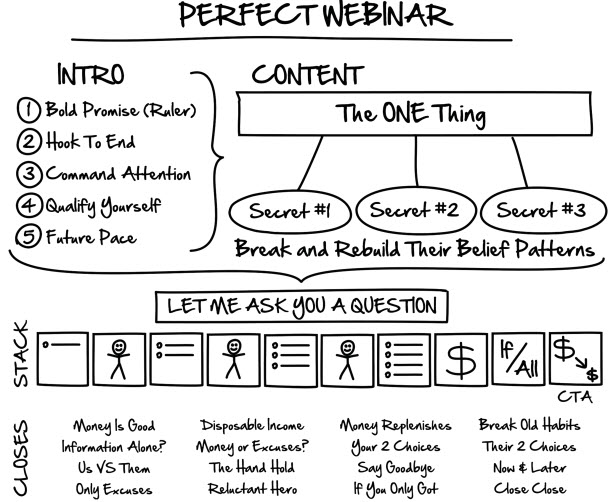 PERFECT WEBINAR
INTRO
1 Bold Promise (Ruler)
2 Hook To End
3 Command Attention
4 Qualify Yourself
5 Future Pace
CONTENT
The ONE Thing
Secret #1
Secret #2
Secret #3
Break and Rebuild Their Belief Patterns
LET ME ASK YOU A QUESTION
STACK
$
If/All
$ $
CTA
CLOSES
Money Is Good
Information Alone?
Us VS Them
Only Excuses
Disposable Income
Money or Excuses?
The Hand Hold
Reluctant Hero
Money Replenishes
Your 2 Choices
Say Goodbye
If You Only Got
Break Old Habits
Their 2 Choices
Now & Later
Close Close